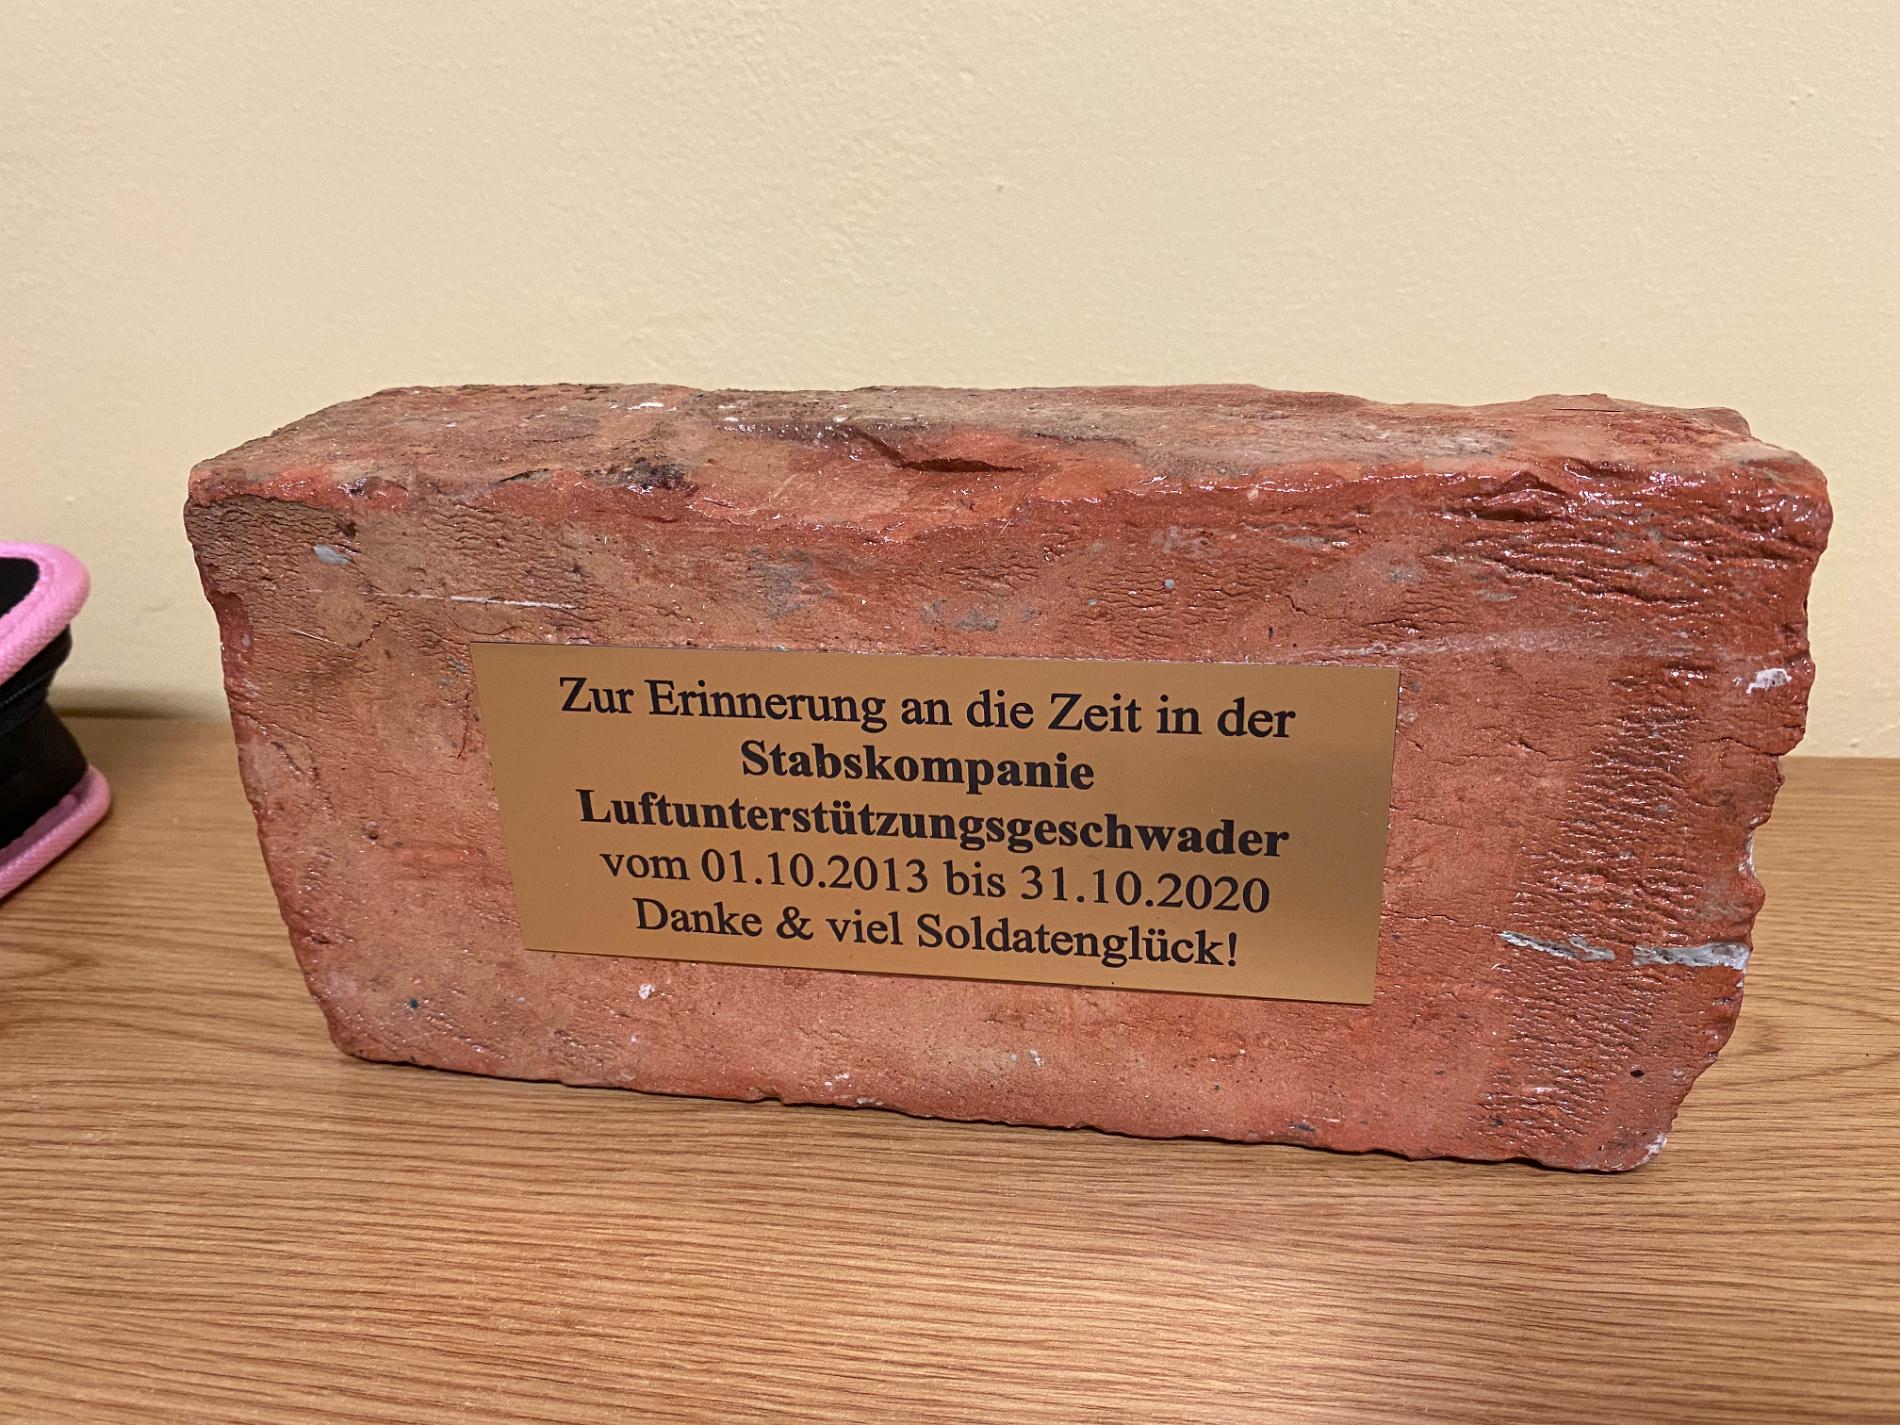 Zur Erinnerung an die Zeit in der
Stabskompanie
Luftunterstützungsgeschwader
vom 01.10.2013 bis 31.10.2020
Danke & viel Soldatenglück!